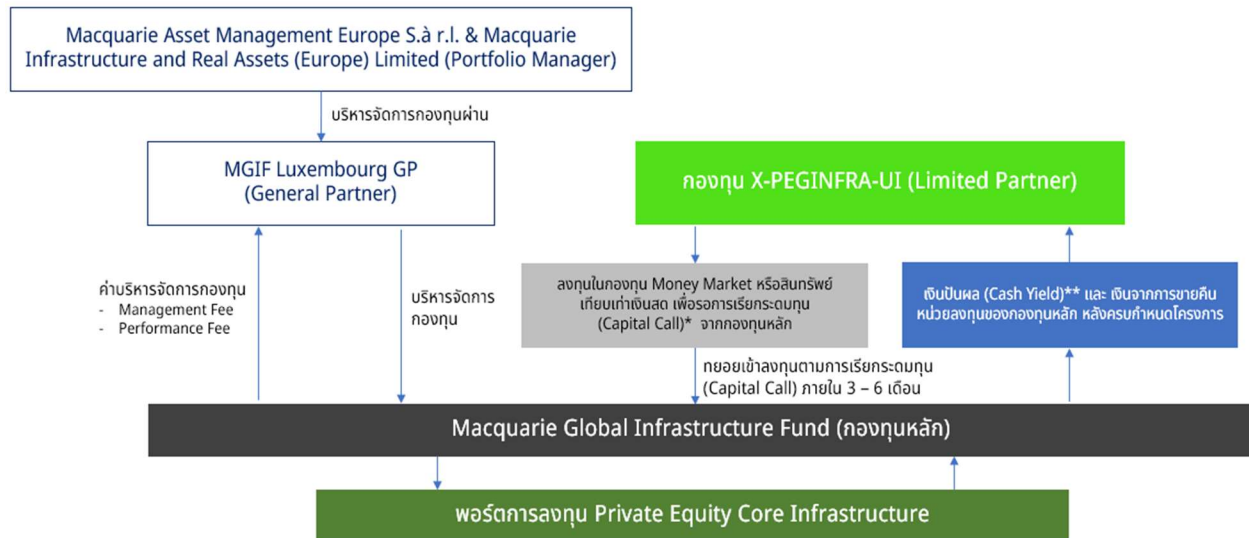 Macquarie Asset Management Europe S.à r.l. & Macquarie
Infrastructure and Real Assets (Europe) Limited (Portfolio Manager)
บริหารจัดการกองทุนผ่าน
MGIF Luxembourg GP
(General Partner)
กองทุน X-PEGINFRA-UI (Limited Partner)
ค่าบริหารจัดการกองทุน
- Management Fee
- Performance Fee
บริหารจัดการ
กองทุน
ลงทุนในกองทุน Money Market หรือสินทรัพย์
เทียบเท่าเงินสด เพื่อรอการเรียกระดมทุน
(Capital Call)* จากกองทุนหลัก
เงินปันผล (Cash Yield)** และ เงินจากการขายคืน
หน่วยลงทุนของกองทุนหลัก หลังครบกำหนดโครงการ
ทยอยเข้าลงทุนตามการเรียกระดมทุน
(Capital Call) ภายใน 3 – 6 เดือน
Macquarie Global Infrastructure Fund (กองทุนหลัก)
พอร์ตการลงทุน Private Equity Core Infrastructure